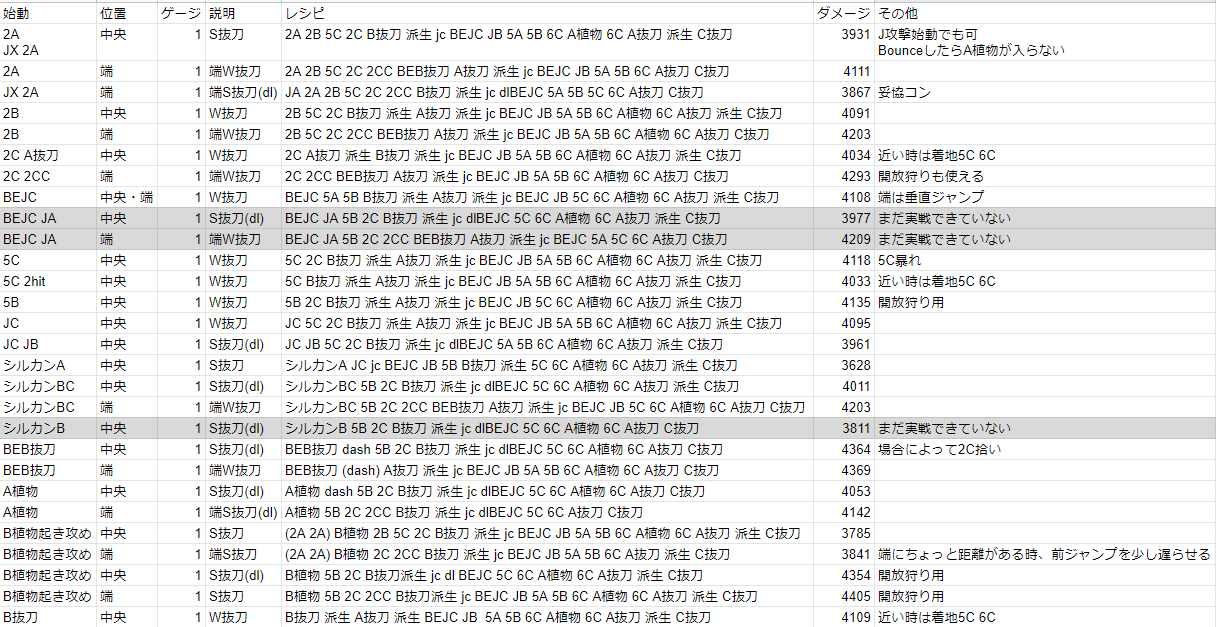 始動 位置 ゲージ 説明 レシピ ダメージ その他
2A 中央 1 S抜刀 2A 2B 5C 2C B抜刀 派生 jc BEJC JB 5A 5B 6C A植物 6C A抜刀 派生 C抜刀 3931 J攻撃始動でも可
JX 2A BounceしたらA植物が入らない
2A 端 1 端W抜刀 2A 2B 5C 2C 2CC BEB抜刀 A抜刀 派生 jc BEJC JB 5A 5B 6C A抜刀 C抜刀 4111
JX 2A 端 1 端S抜刀(dl) JA 2A 2B 5C 2C 2CC B抜刀 派生 jc dlBEJC 5A 5B 5C 6C A抜刀 C抜刀 3867 妥協コン
2B 中央 1 W抜刀 2B 5C 2C B抜刀 派生 A抜刀 派生 jc BEJC JB 5A 5B 6C A植物 6C A抜刀 派生 C抜刀 4091
2B 端 1 端W抜刀 2B 5C 2C 2CC BEB抜刀 A抜刀 派生 jc BEJC JB 5A 5B 6C A植物 6C A抜刀 C抜刀 4203
2C A抜刀 中央 1 W抜刀 2C A抜刀 派生 B抜刀 派生 jc BEJC JB 5A 5B 6C A植物 6C A抜刀 派生 C抜刀 4034 近い時は着地5C 6C
2C 2CC 端 1 端W抜刀 2C 2CC BEB抜刀 A抜刀 派生 jc BEJC JB 5A 5B 6C A植物 6C A抜刀 C抜刀 4293 開放狩りも使える
BEJC 中央・端 1 W抜刀 BEJC 5A 5B B抜刀 派生 A抜刀 派生 jc BEJC JB 5A 5B 6C A植物 6C A抜刀 派生 C抜刀 4108 端は垂直ジャンプ
BEJC JA 中央 1 S抜刀(dl) BEJC JA 5B 2C B抜刀 派生 jc dlBEJC 5C 6C A植物 6C A抜刀 派生 C抜刀 3977 まだ実戦できていない
BEJC JA 端 1 端W抜刀 BEJC JA 5B 2C 2CC BEB抜刀 A抜刀 派生 jc BEJC 5A 5C 6C A抜刀 C抜刀 4209 まだ実戦できていない
5C 中央 1 W抜刀 5C 2C B抜刀 派生 A抜刀 派生 jc BEJC JB 5A 5B 6C A植物 6C A抜刀 派生 C抜刀 4118 5C暴れ
5C 2hit 中央 1 W抜刀 5C B抜刀 派生 A抜刀 派生 jc BEJC JB 5A 5B 6C A植物 6C A抜刀 派生 C抜刀 4033 近い時は着地5C 6C
5B 中央 1 W抜刀 5B 2C B抜刀 派生 A抜刀 派生 jc BEJC JB 5C 6C A植物 6C A抜刀 派生 C抜刀 4135 開放狩り用
JC 中央 1 W抜刀 JC 5C 2C B抜刀 派生 A抜刀 派生 jc BEJC JB 5A 5B 6C A植物 6C A抜刀 派生 C抜刀 4095
JC JB 中央 1 S抜刀(dl) JC JB 5C 2C B抜刀 派生 jc dlBEJC 5A 5B 6C A植物 6C A抜刀 派生 C抜刀 3961
シルカンA 中央 1 S抜刀 シルカンA JC jc BEJC JB 5B B抜刀 派生 5C 6C A植物 6C A抜刀 派生 C抜刀 3628
シルカンBC 中央 1 S抜刀(dl) シルカンBC 5B 2C B抜刀 派生 jc dlBEJC 5C 6C A植物 6C A抜刀 派生 C抜刀 4011
シルカンBC 端 1 端W抜刀 シルカンBC 5B 2C 2CC BEB抜刀 A抜刀 派生 jc BEJC JB 5C 6C A植物 6C A抜刀 C抜刀 4203
シルカンB 中央 1 S抜刀(dl) シルカンB 5B 2C B抜刀 派生 jc dlBEJC 5C 6C A植物 6C A抜刀 C抜刀 3811 まだ実戦できていない
BEB抜刀 中央 1 S抜刀(dl) BEB抜刀 dash 5B 2C B抜刀 派生 jc dlBEJC 5C 6C A植物 6C A抜刀 C抜刀 4364 場合によって2C拾い
BEB抜刀 端 1 端W抜刀 BEB抜刀 (dash) A抜刀 派生 jc BEJC JB 5A 5B 6C A植物 6C A抜刀 C抜刀 4369
A植物 中央 1 S抜刀(dl) A植物 dash 5B 2C B抜刀 派生 jc dlBEJC 5C 6C A植物 6C A抜刀 C抜刀 4053
A植物 端 1 端S抜刀(dl) A植物 5B 2C 2CC B抜刀 派生 jc dlBEJC 5C 6C A抜刀 C抜刀 4142
B植物起き攻め 中央 1 S抜刀 (2A 2A) B植物 2B 5C 2C B抜刀 派生 jc BEJC JB 5A 5B 6C A植物 6C A抜刀 派生 C抜刀 3785
B植物起き攻め 端 1 S抜刀 (2A 2A) B植物 2C 2CC B抜刀 派生 jc BEJC JB 5A 5B 6C A抜刀 派生 C抜刀 3841 端にちょっと距離がある時、前ジャンプを少し遅らせる
B植物起き攻め 中央 1 S抜刀(dl) B植物 5B 2C B抜刀派生 jc dl BEJC 5C 6C A植物 6C A抜刀 派生 C抜刀 4354 開放狩り用
B植物起き攻め 端 1 S抜刀 B植物 5B 2C 2CC B抜刀派生 jc BEJC JB 5A 5B 6C A植物 6C A抜刀 派生 C抜刀 4405 開放狩り用
B抜刀 中央 1 W抜刀 B抜刀 派生 A抜刀 派生 jc BEJC JB 5A 5B 6C A植物 6C A抜刀 派生 C抜刀 4109 近い時は着地5C 6C